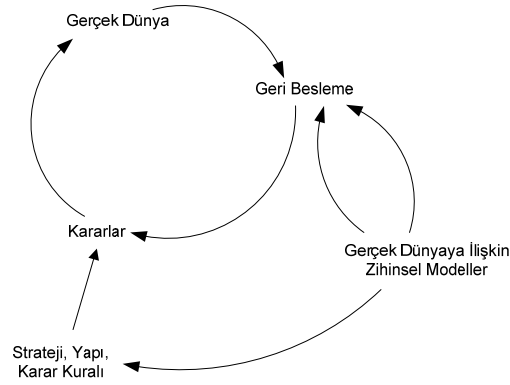 Gerçek Dünya
Geri Besleme
Kararlar
Gerçek Dünyaya İlişkin
Zihinsel Modeller
Strateji, Yapı,
Karar Kuralı